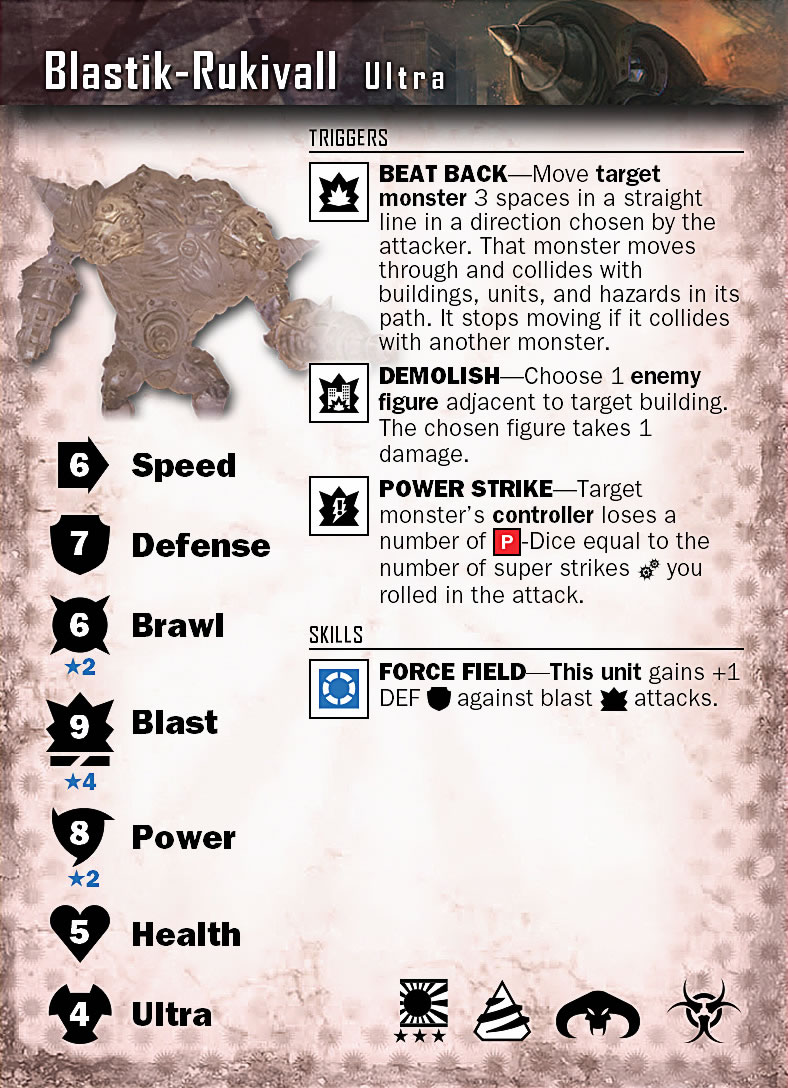 Blastik-Rukivall Ultra
TRIGGERS
BEAT BACK—Move target
monster 3 spaces in a straight
line in a direction chosen by the
attacker. That monster moves
through and collides with
buildings, units, and hazards in its
path. It stops moving if it collides
with another monster.
DEMOLISH—Choose 1 enemy
figure adjacent to target building.
The chosen figure takes 1
damage.
POWER STRIKE—Target
monster's controller loses a
number of P-Dice equal to the
number of super strikes you
rolled in the attack.
SKILLS
FORCE FIELD—This unit gains +1
DEF against blast attacks.
6 Speed
7 Defense
6 Brawl
★2
9 Blast
★4
8 Power
★2
5 Health
4 Ultra
★★★